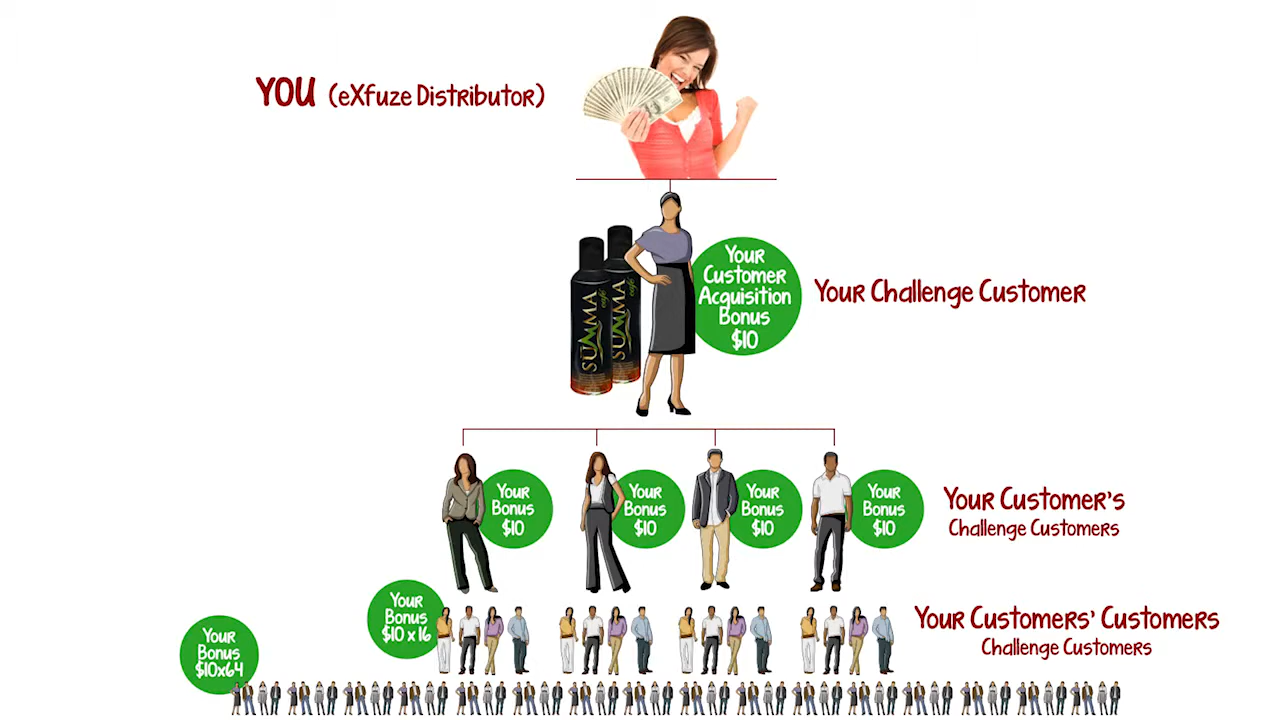 YOU (eXfuze Distributor)
SUMMA
café
SUMMA
café
Your
Customer
Acquisition
Bonus
$10
Your Challenge Customer
Your
Bonus
$10
Your
Bonus
$10
Your
Bonus
$10
Your
Bonus
$10
Your Customer's
Challenge Customers
Your
Bonus
$10 x 16
Your Customers' Customers
Challenge Customers
Your
Bonus
$10x64